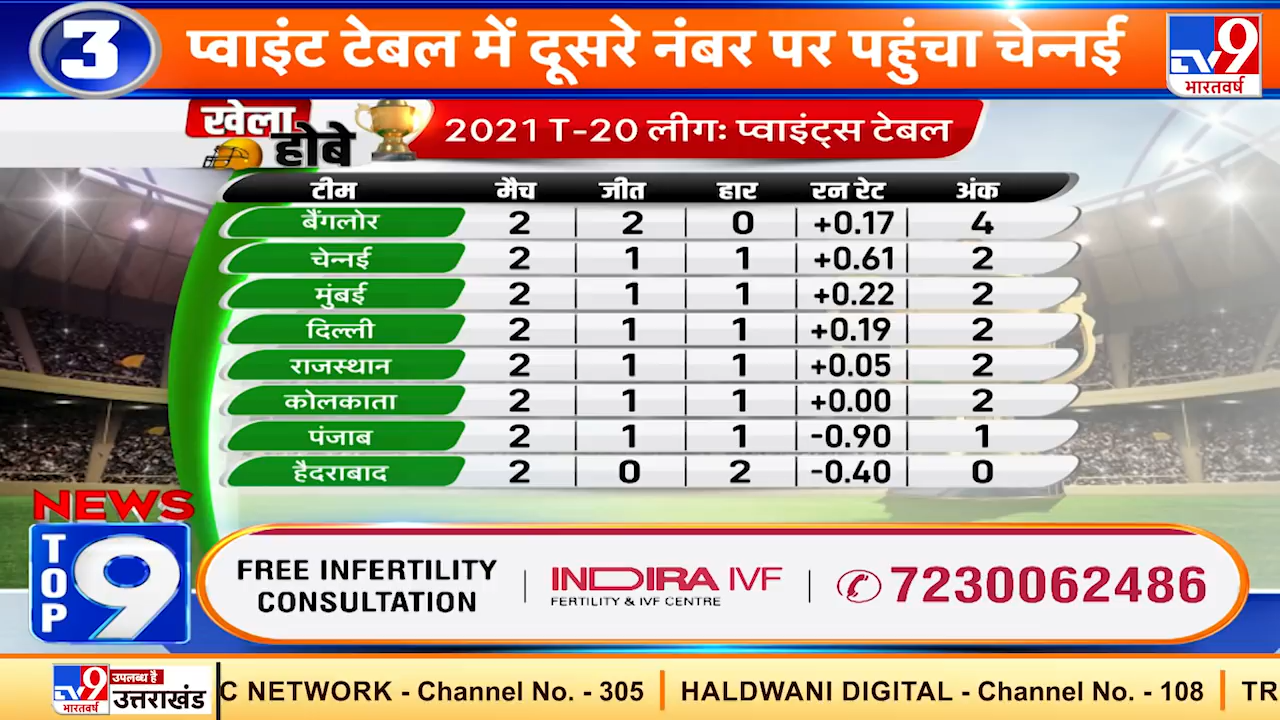 3
प्वाइंट टेबल में दूसरे नंबर पर पहुंचा चेन्नई
TV9
भारतवर्ष
खेला
होबे
2021 T-20 लीगः प्वाइंट्स टेबल
टीम मैच जीत हार रन रेट अंक
बैंगलोर 2 2 0 +0.17 4
चेन्नई 2 1 1 +0.61 2
मुंबई 2 1 1 +0.22 2
दिल्ली 2 1 1 +0.19 2
राजस्थान 2 1 1 +0.05 2
कोलकाता 2 1 1 +0.00 2
पंजाब 2 1 1 -0.90 1
हैदराबाद 2 0 2 -0.40 0
NEWS
TOP 9
FREE INFERTILITY
CONSULTATION
INDIRA IVF
FERTILITY & IVF CENTRE
7230062486
TV9
भारतवर्ष
उपलब्ध है
उत्तराखंड
C NETWORK - Channel No. - 305 | HALDWANI DIGITAL - Channel No. - 108 | TR